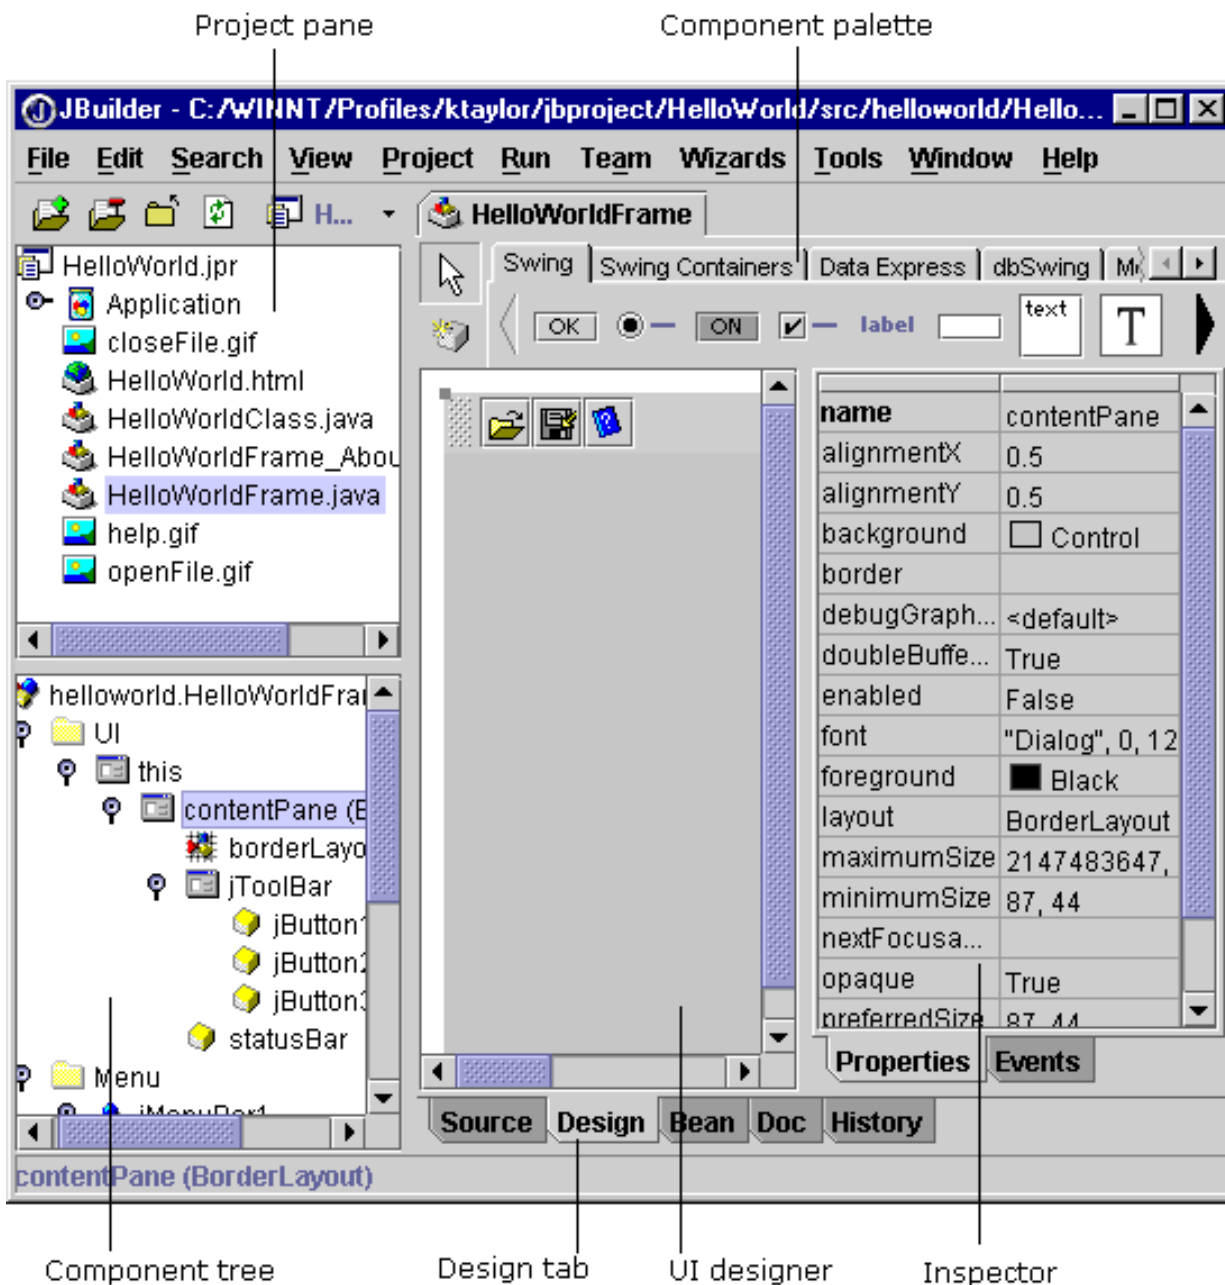 Project pane
Component palette
JBuilder - C:/WINNT/Profiles/ktaylor/jbproject/HelloWorld/src/helloworld/Hello...
File Edit Search View Project Run Team Wizards Tools Window Help
H...
HelloWorldFrame
Swing Swing Containers Data Express dbSwing
OK ON label text T
HelloWorld.jpr
Application
closeFile.gif
HelloWorld.html
HelloWorldClass.java
HelloWorldFrame_Abou
HelloWorldFrame.java
help.gif
openFile.gif
helloworld.HelloWorldFra
UI
this
contentPane (B
borderLayo
jToolBar
jButton1
jButton2
jButton3
statusBar
Menu
jMenuBar1
name contentPane
alignmentX 0.5
alignmentY 0.5
background Control
border
debugGraph... <default>
doubleBuffe... True
enabled False
font "Dialog", 0, 12
foreground Black
layout BorderLayout
maximumSize 2147483647,
minimumSize 87, 44
nextFocusa...
opaque True
preferredSize 87, 44
Properties Events
Source Design Bean Doc History
contentPane (BorderLayout)
Component tree
Design tab
UI designer
Inspector